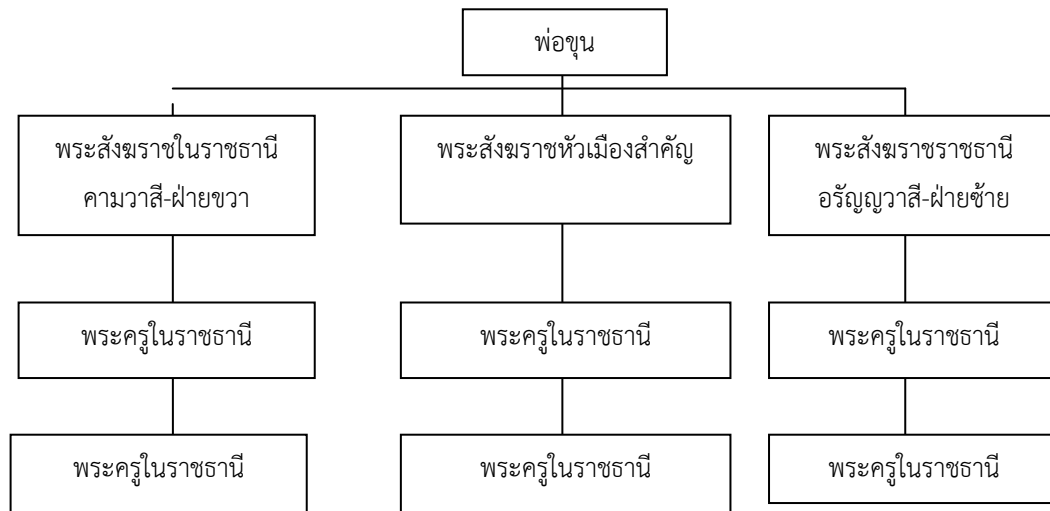 พ่อขุน
พระสังฆราชในราชธานี
คามวาสี-ฝ่ายขวา
พระสังฆราชหัวเมืองสำคัญ
พระสังฆราชราชธานี
อรัญญวาสี-ฝ่ายซ้าย
พระครูในราชธานี
พระครูในราชธานี
พระครูในราชธานี
พระครูในราชธานี
พระครูในราชธานี
พระครูในราชธานี